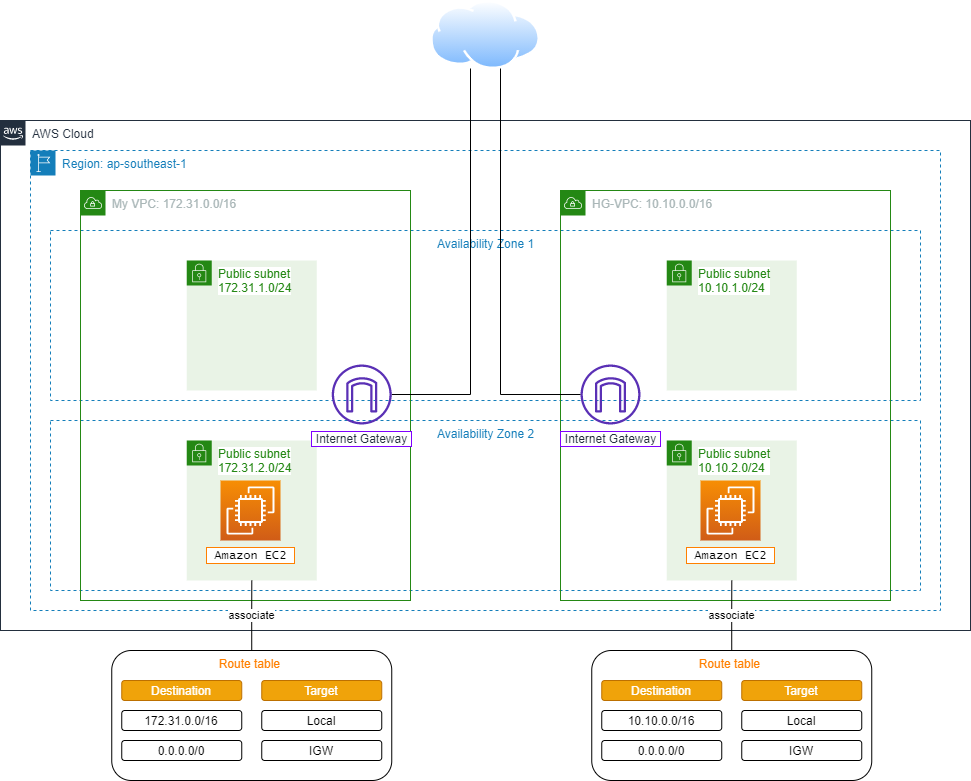 aws
AWS Cloud
Region: ap-southeast-1
My VPC: 172.31.0.0/16
HG-VPC: 10.10.0.0/16
Availability Zone 1
Public subnet
172.31.1.0/24
Public subnet
10.10.1.0/24
Internet Gateway
Internet Gateway
Availability Zone 2
Public subnet
172.31.2.0/24
Public subnet
10.10.2.0/24
Amazon EC2
Amazon EC2
associate
associate
Route table
Destination
Target
172.31.0.0/16
Local
0.0.0.0/0
IGW
Route table
Destination
Target
10.10.0.0/16
Local
0.0.0.0/0
IGW